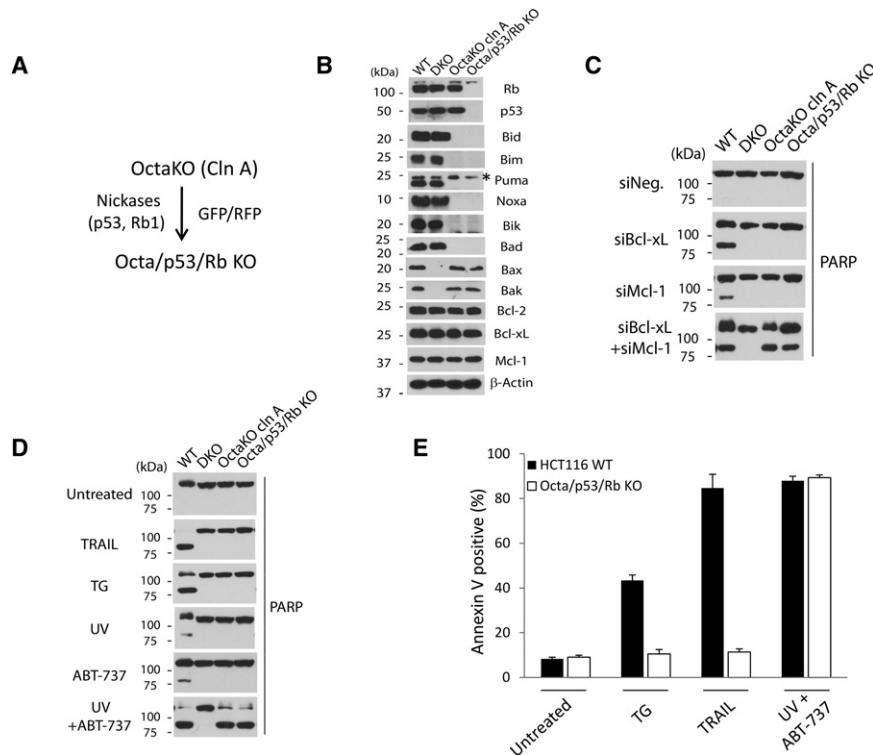 A
OctaKO (Cln A)
Nickases
(p53, Rb1)
GFP/RFP
Octa/p53/Rb KO
B
WT
DKO
OctaKO cln A
Octa/p53/Rb KO
(kDa)
100 - Rb
50 - p53
20 - Bid
25 - Bim
25 - * Puma
10 - Noxa
20 - Bik
25 -
20 - Bad
20 - Bax
25 - Bak
25 - Bcl-2
25 - Bcl-xL
37 - Mcl-1
37 - β-Actin
C
WT
DKO
OctaKO cln A
Octa/p53/Rb KO
(kDa)
siNeg. 100 -
75 -
siBcl-xL 100 -
75 -
siMcl-1 100 -
75 -
siBcl-xL
+siMcl-1 100 -
75 -
PARP
D
WT
DKO
OctaKO cln A
Octa/p53/Rb KO
(kDa)
Untreated 100 -
75 -
TRAIL 100 -
75 -
TG 100 -
75 -
UV 100 -
75 -
ABT-737 100 -
75 -
UV
+ABT-737 100 -
75 -
PARP
E
HCT116 WT
Octa/p53/Rb KO
Annexin V positive (%)
100
80
60
40
20
0
Untreated
TG
TRAIL
UV +
ABT-737